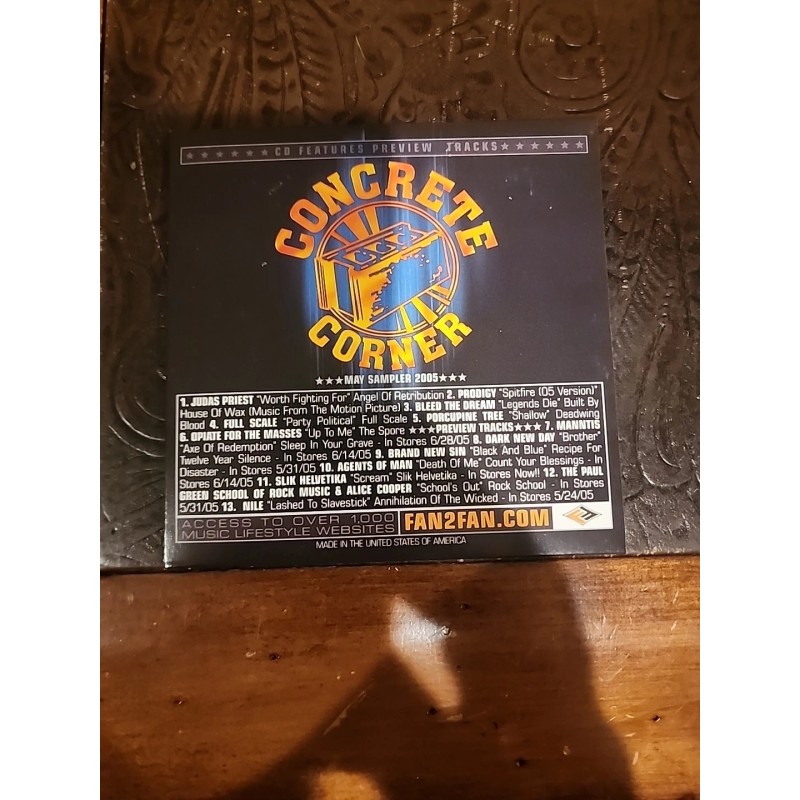 ★★★★★★CD FEATURES PREVIEW TRACKS★★★★★★
CONCRETE
CORNER
★★★MAY SAMPLER 2005★★★
1. JUDAS PRIEST "Worth Fighting For" Angel Of Retribution 2. PRODIGY "Spitfire (05 Version)"
House Of Wax (Music From The Motion Picture) 3. BLEED THE DREAM "Legends Die" Built By
Blood 4. FULL SCALE "Party Political" Full Scale 5. PORCUPINE TREE "Shallow" Deadwing
6. OPIATE FOR THE MASSES "Up To Me" The Spore ★★★PREVIEW TRACKS★★★ 7. MANNTIS
"Axe Of Redemption" Sleep In Your Grave - In Stores 6/28/05 8. DARK NEW DAY "Brother"
Twelve Year Silence - In Stores 6/14/05 9. BRAND NEW SIN "Black And Blue" Recipe For
Disaster - In Stores 5/31/05 10. AGENTS OF MAN "Death Of Me" Count Your Blessings - In
Stores 6/14/05 11. SLIK HELVETIKA "Scream" Slik Helvetika - In Stores Now!! 12. THE PAUL
GREEN SCHOOL OF ROCK MUSIC & ALICE COOPER "School's Out" Rock School - In Stores
5/31/05 13. NILE "Lashed To Slavestick" Annihilation Of The Wicked - In Stores 5/24/05
ACCESS TO OVER 1,000
MUSIC LIFESTYLE WEBSITES
FAN2FAN.COM
MADE IN THE UNITED STATES OF AMERICA